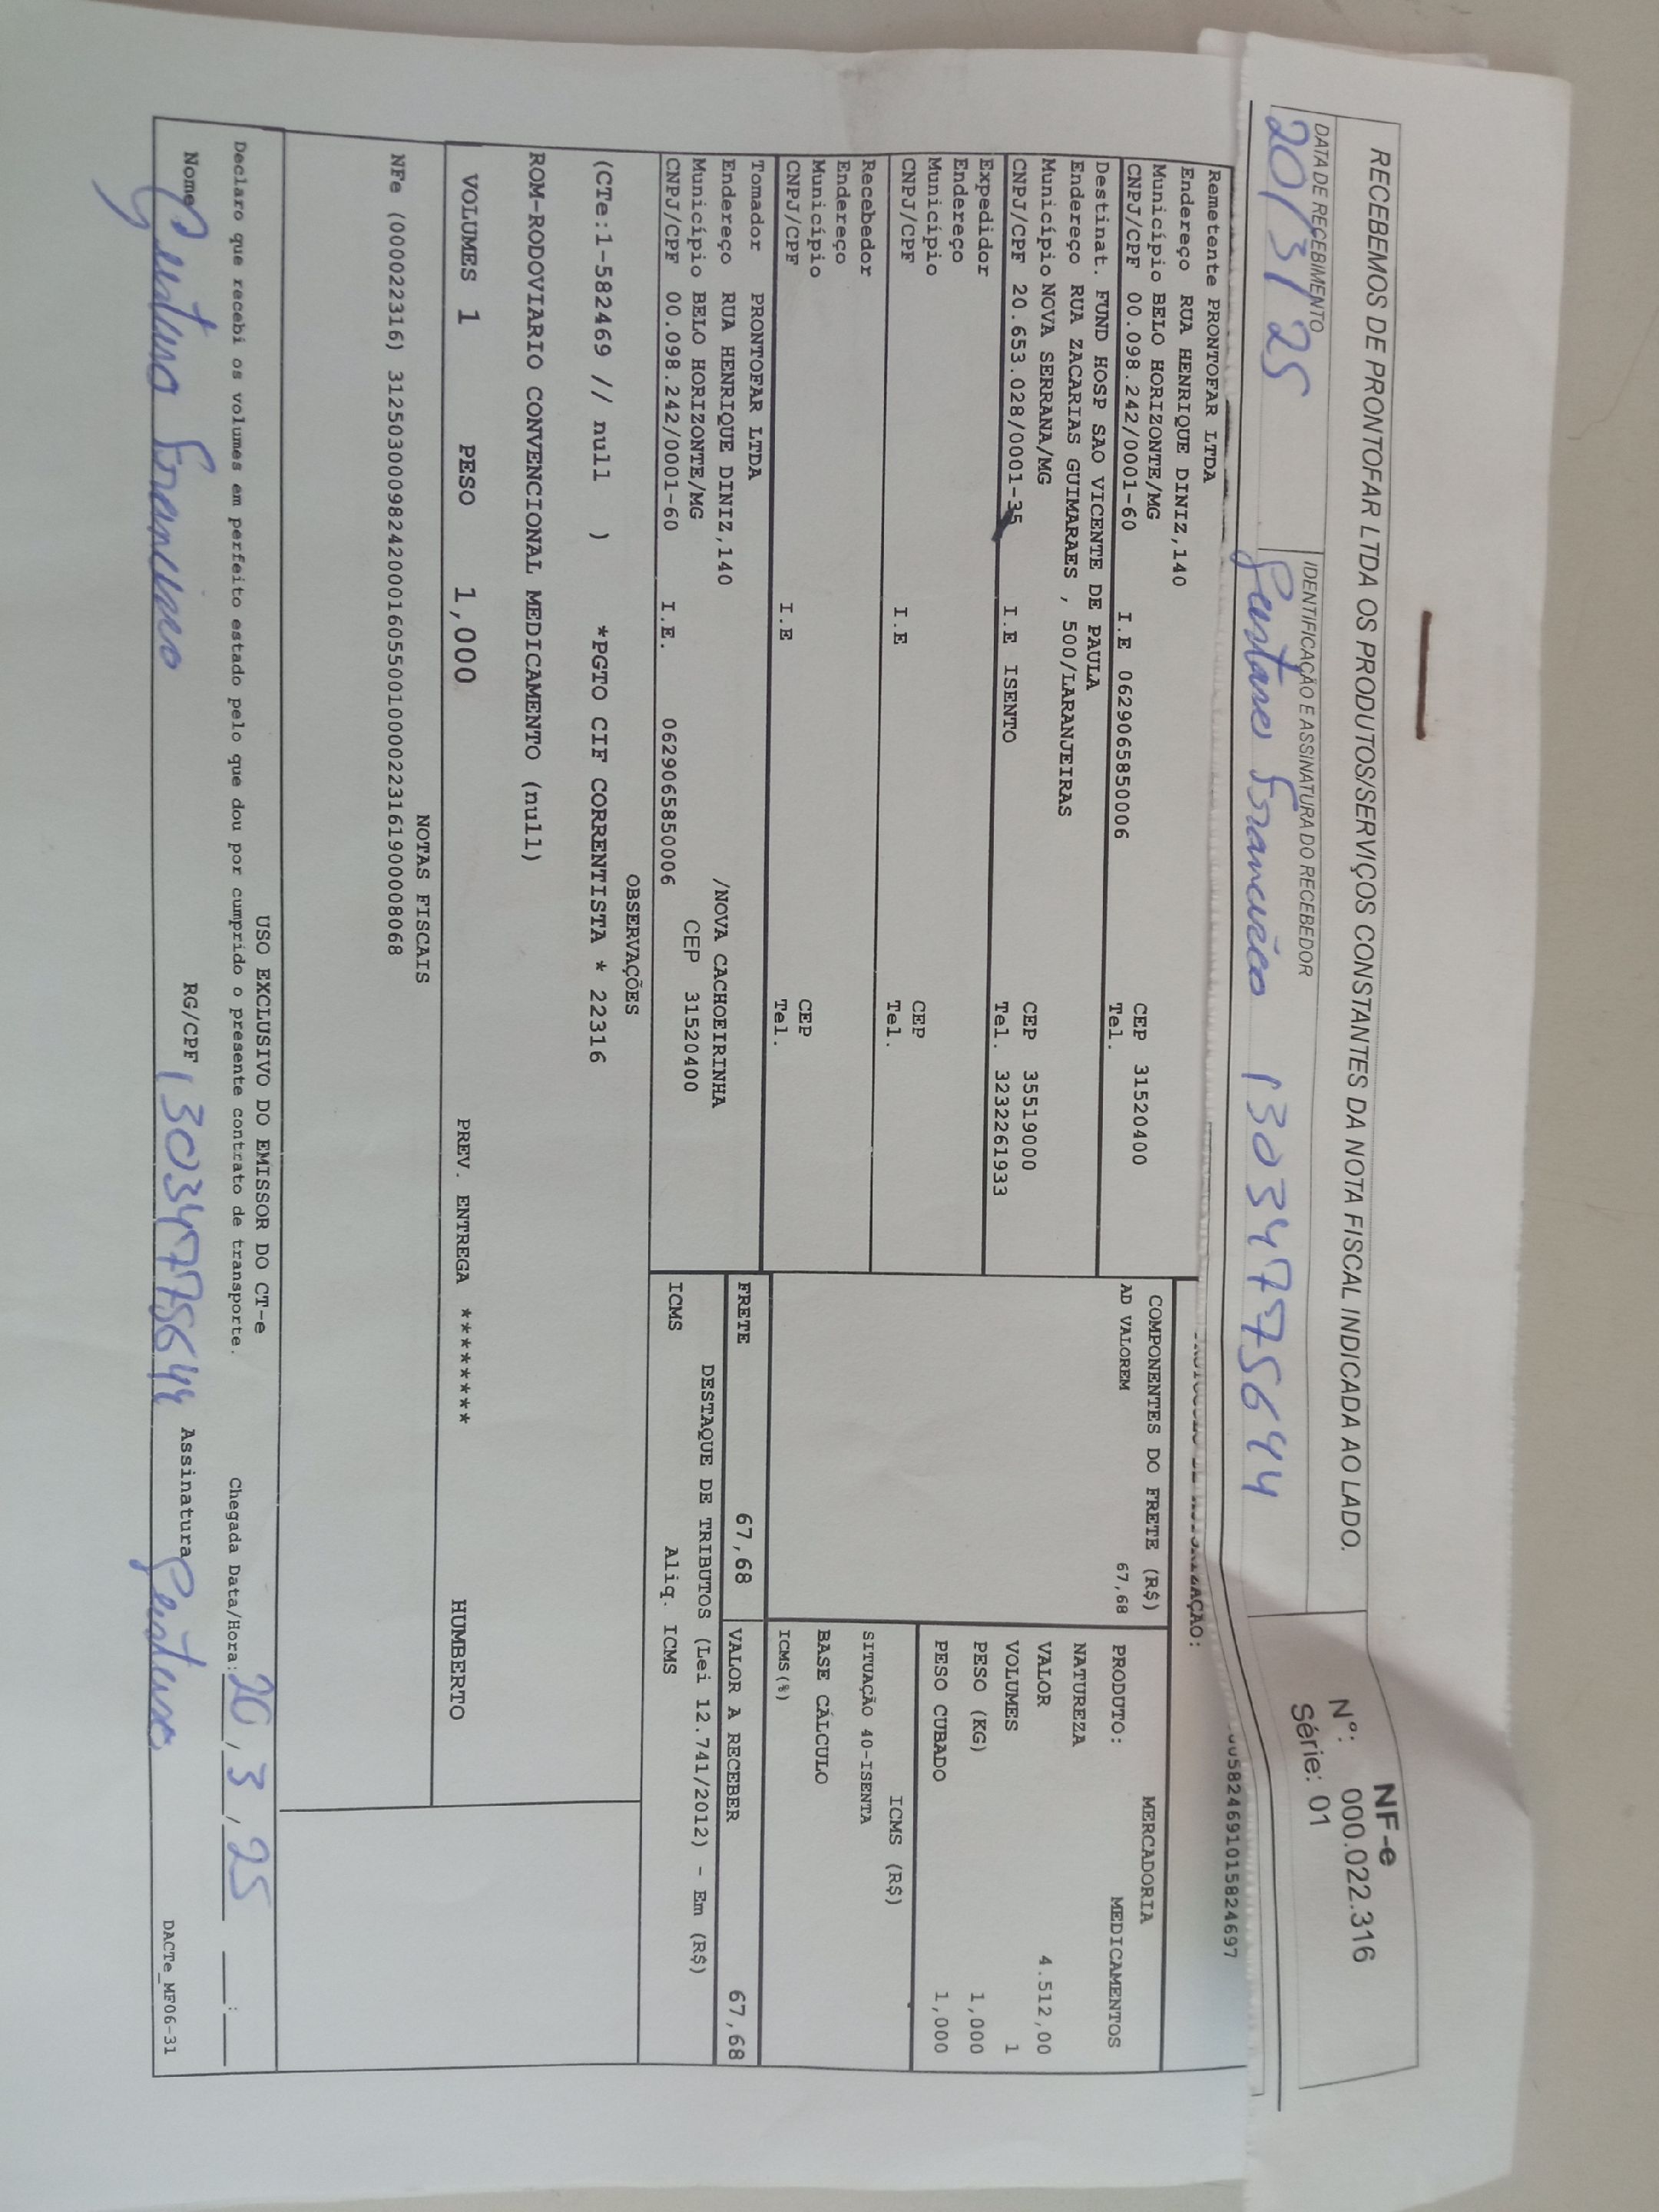 RECEBEMOS DE PRONTOFAR LTDA OS PRODUTOS/SERVIÇOS CONSTANTES DA NOTA FISCAL INDICADA AO LADO.
NF-e
Nº: 000.022.316
Série: 01
DATA DE RECEBIMENTO
20/3/25
IDENTIFICAÇÃO E ASSINATURA DO RECEBEDOR
Francisco 13034775644
Remetente PRONTOFAR LTDA
Endereço RUA HENRIQUE DINIZ,140
Município BELO HORIZONTE/MG CEP 31520400
CNPJ/CPF 00.098.242/0001-60 I.E 0629065850006 Tel.
Destinat. FUND HOSP SAO VICENTE DE PAULA
Endereço RUA ZACARIAS GUIMARAES , 500/LARANJEIRAS
Município NOVA SERRANA/MG CEP 35519000
CNPJ/CPF 20.653.028/0001-35 I.E ISENTO Tel. 3232261933
Expedidor
Endereço
Município CEP
CNPJ/CPF I.E Tel.
Recebedor
Endereço
Município CEP
CNPJ/CPF I.E Tel.
Tomador PRONTOFAR LTDA
Endereço RUA HENRIQUE DINIZ,140 /NOVA CACHOEIRINHA
Município BELO HORIZONTE/MG CEP 31520400
CNPJ/CPF 00.098.242/0001-60 I.E. 0629065850006
COMPONENTES DO FRETE (R$)
AD VALOREM 67,68
MERCADORIA
PRODUTO: MEDICAMENTOS
NATUREZA
VALOR 4.512,00
VOLUMES 1
PESO (KG) 1,000
PESO CUBADO 1,000
ICMS (R$)
SITUAÇÃO 40-ISENTA
BASE CÁLCULO
ICMS(%)
FRETE 67,68 VALOR A RECEBER 67,68
DESTAQUE DE TRIBUTOS (Lei 12.741/2012) - Em (R$)
ICMS Aliq. ICMS
OBSERVAÇÕES
(CTe:1-582469 // null ) *PGTO CIF CORRENTISTA * 22316
ROM-RODOVIARIO CONVENCIONAL MEDICAMENTO (null)
VOLUMES 1 PESO 1,000 PREV. ENTREGA ******** HUMBERTO
NOTAS FISCAIS
NFe (000022316) 31250300098242000160550010000223161900008068
USO EXCLUSIVO DO EMISSOR DO CT-e
Declaro que recebi os volumes em perfeito estado pelo que dou por cumprido o presente contrato de transporte. Chegada Data/Hora: 20/3/25 __:__
Nome Francisco RG/CPF 13034775644 Assinatura
DACTe_MF06-31